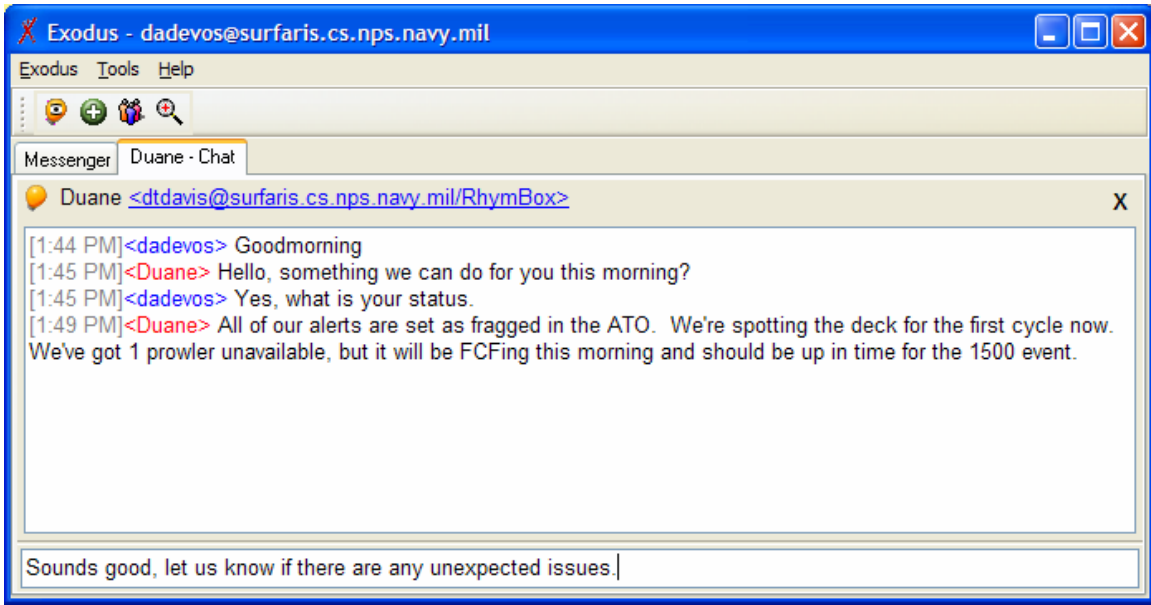 Exodus - dadevos@surfaris.cs.nps.navy.mil
Exodus Tools Help
Messenger Duane - Chat
Duane <dtdavis@surfaris.cs.nps.navy.mil/RhymBox> X
[1:44 PM]<dadevos> Goodmorning
[1:45 PM]<Duane> Hello, something we can do for you this morning?
[1:45 PM]<dadevos> Yes, what is your status.
[1:49 PM]<Duane> All of our alerts are set as fragged in the ATO.  We're spotting the deck for the first cycle now.
We've got 1 prowler unavailable, but it will be FCFing this morning and should be up in time for the 1500 event.
Sounds good, let us know if there are any unexpected issues.